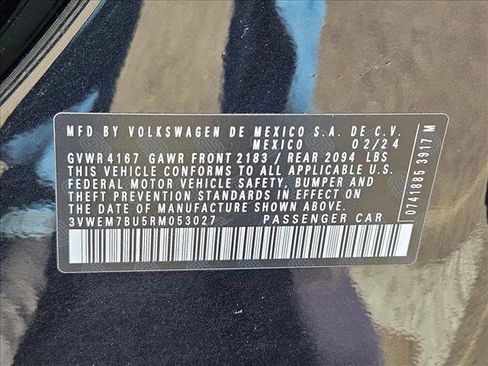 MFD BY VOLKSWAGEN DE MEXICO S.A. DE C.V.
MEXICO 02/24
GVWR 4167 GAWR FRONT 2183 / REAR 2094 LBS
THIS VEHICLE CONFORMS TO ALL APPLICABLE U.S.
FEDERAL MOTOR VEHICLE SAFETY, BUMPER AND
THEFT PREVENTION STANDARDS IN EFFECT ON THE
DATE OF MANUFACTURE SHOWN ABOVE.
3VWEM7BU5RM053027 PASSENGER CAR
0741885 3917 M